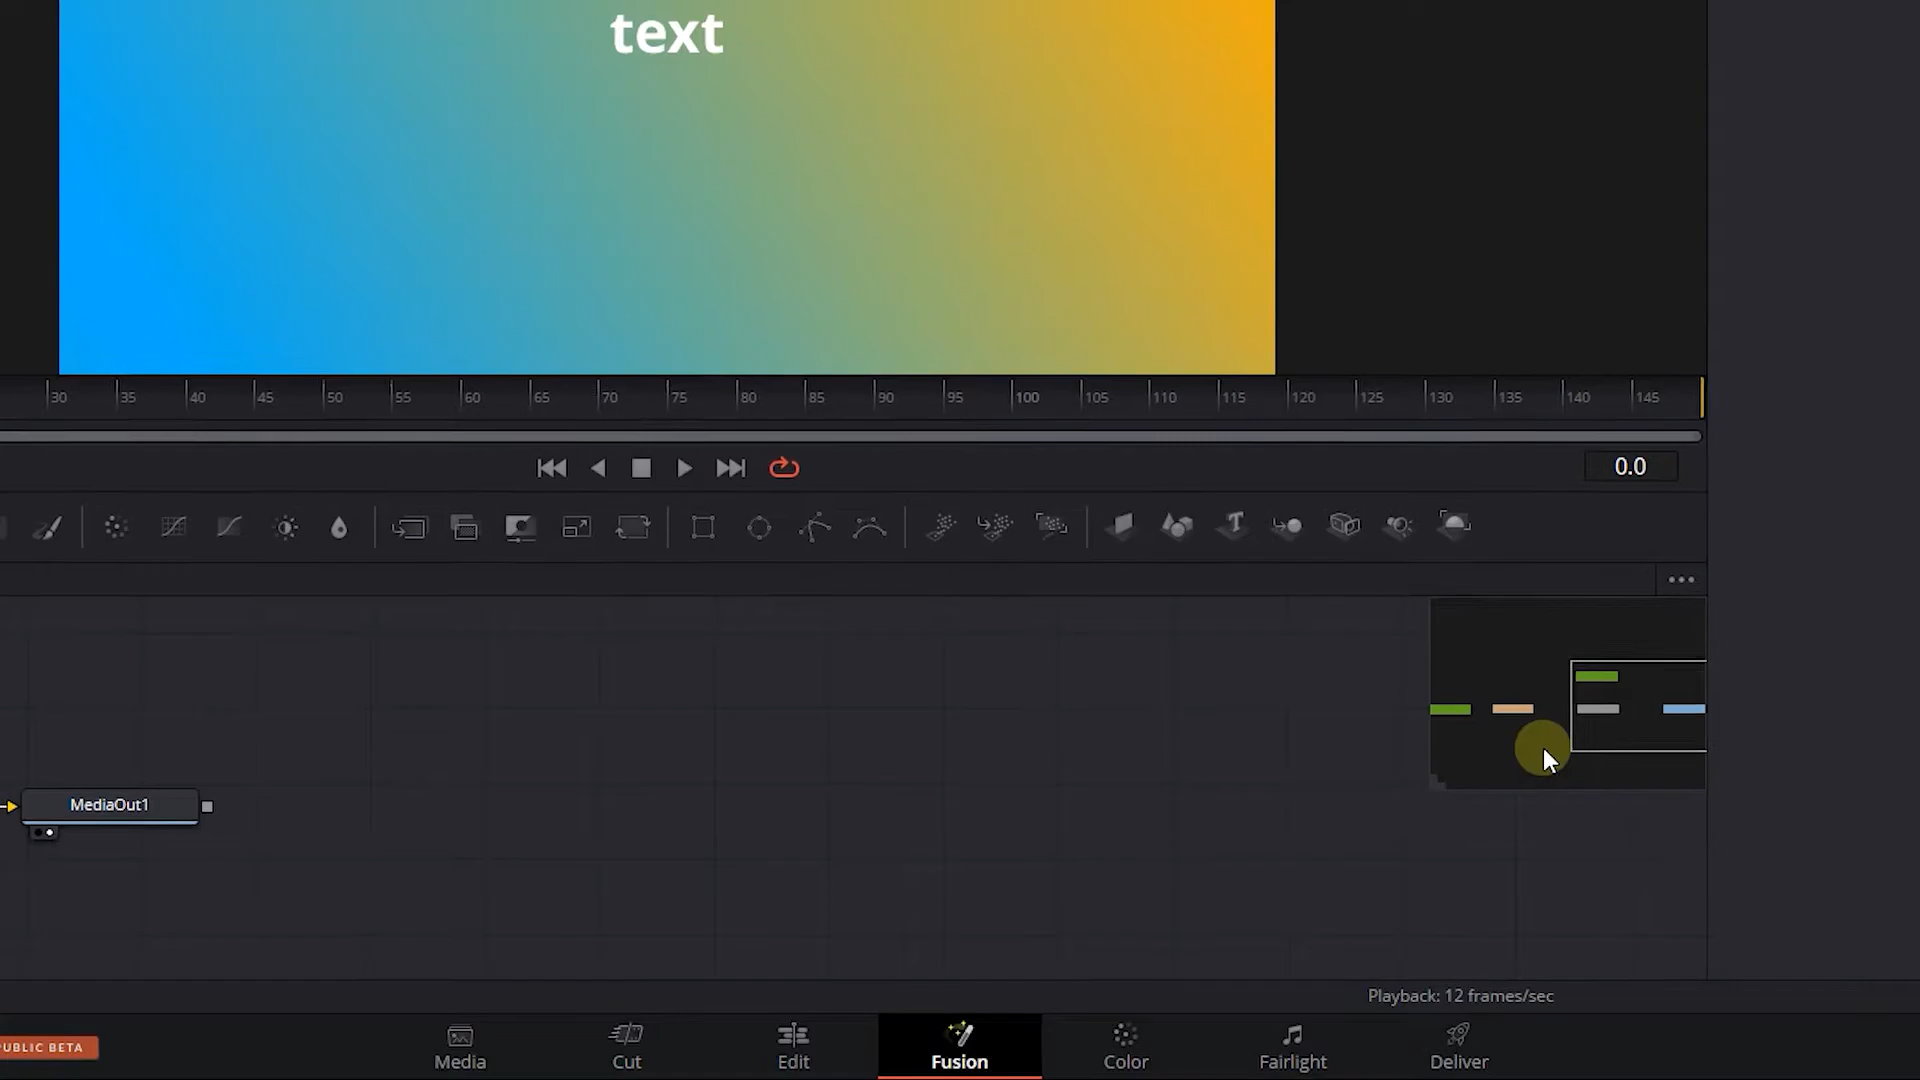 text
30 35 40 45 50 55 60 65 70 75 80 85 90 95 100 105 110 115 120 125 130 135 140 145
0.0
MediaOut1
Playback: 12 frames/sec
UBLIC BETA
Media Cut Edit Fusion Color Fairlight Deliver